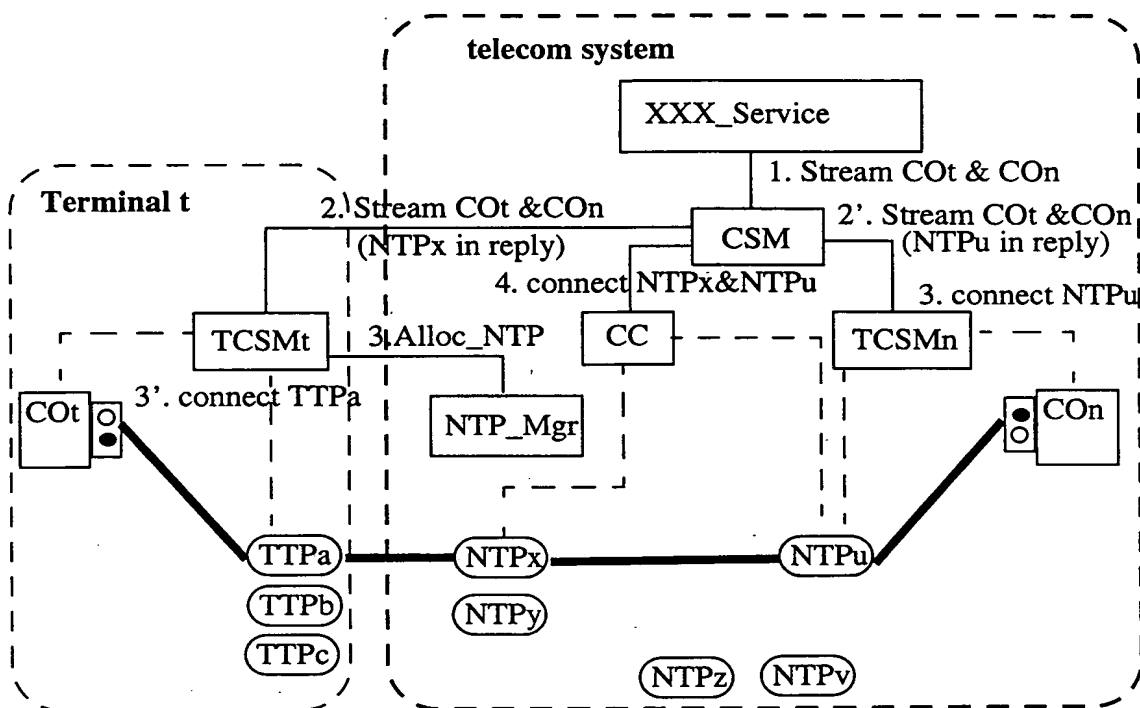 telecom system
XXX_Service
1. Stream COt & COn
Terminal t
2. Stream COt &COn
(NTPx in reply)
CSM
2'. Stream COt &COn
(NTPu in reply)
4. connect NTPx&NTPu
3. connect NTPu
TCSMt
3.Alloc_NTP
CC
TCSMn
3'. connect TTPa
COt
NTP_Mgr
COn
TTPa
NTPx
NTPu
TTPb
NTPy
TTPc
NTPz
NTPv